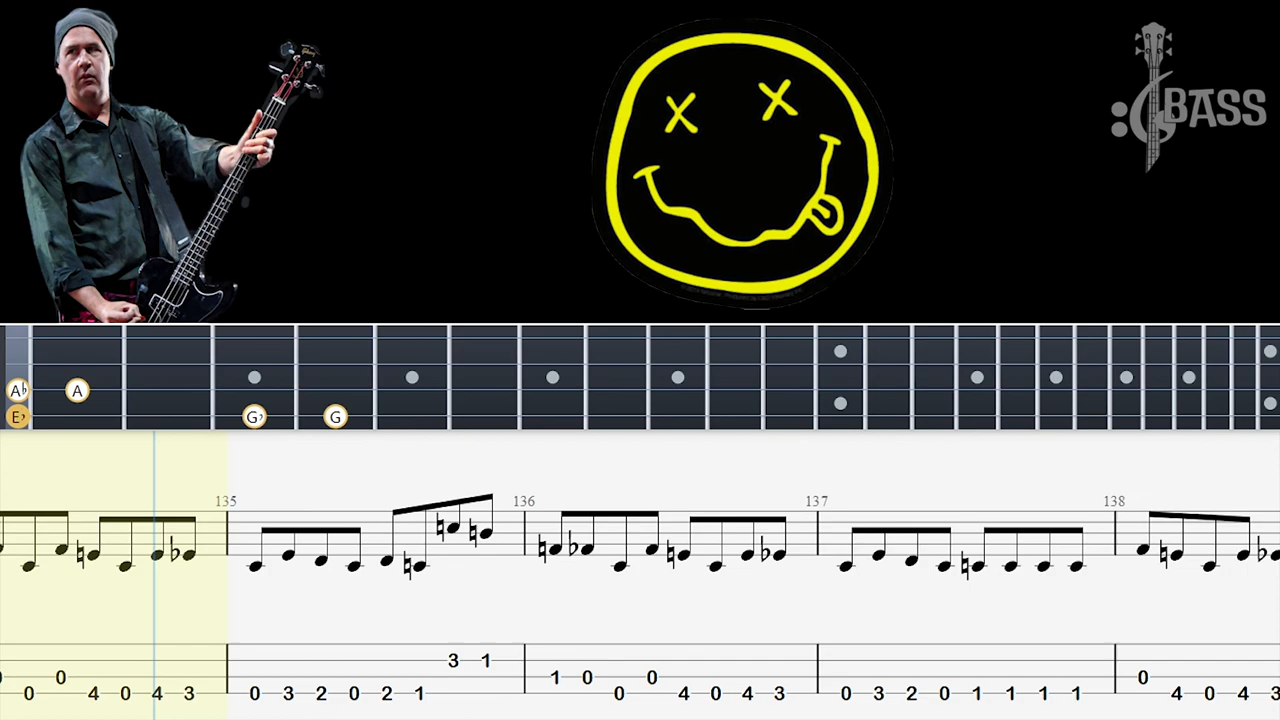 BASS
A♭ A
E♭ G♭ G
135 136 137 138
3 1
0 0 1 0 0 0
0 4 0 4 3 0 3 2 0 2 1 0 4 0 4 3 0 3 2 0 1 1 1 1 4 0 4 3